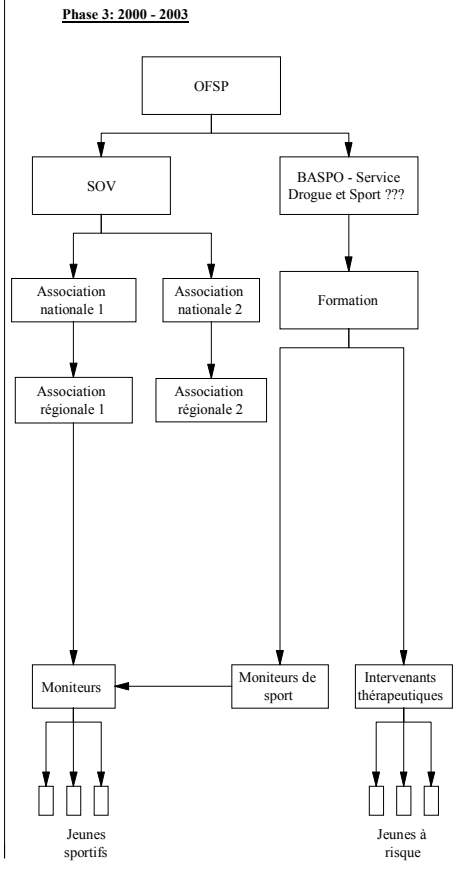 Phase 3: 2000 - 2003
OFSP
SOV
BASPO - Service
Drogue et Sport ???
Association
nationale 1
Association
nationale 2
Formation
Association
régionale 1
Association
régionale 2
Moniteurs
Moniteurs de
sport
Intervenants
thérapeutiques
Jeunes
sportifs
Jeunes à
risque